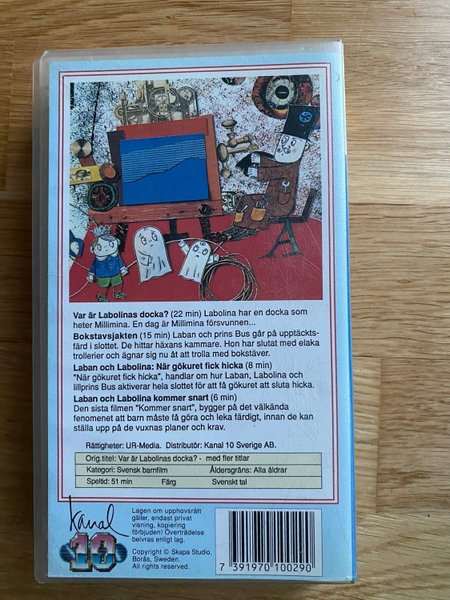 Var är Labolinas docka? (22 min) Labolina har en docka som
heter Millimina. En dag är Millimina försvunnen...
Bokstavsjakten (15 min) Laban och prins Bus går på upptäckts-
färd i slottet. De hittar häxans kammare. Hon har slutat med elaka
trollerier och ägnar sig nu åt att trolla med bokstäver.
Laban och Labolina: När gökuret fick hicka (8 min)
"När gökuret fick hicka", handlar om hur Laban, Labolina och
lillprins Bus aktiverar hela slottet för att få gökuret att sluta hicka.
Laban och Labolina kommer snart (6 min)
Den sista filmen "Kommer snart", bygger på det välkända
fenomenet att barn måste få göra och leka färdigt, innan de kan
ställa upp på de vuxnas planer och krav.
Rättigheter: UR-Media. Distributör: Kanal 10 Sverige AB.
Orig.titel: Var är Labolinas docka? - med fler titlar
Kategori: Svensk barnfilm Åldersgräns: Alla åldrar
Speltid: 51 min Färg Svenskt tal
Kanal
10
Lagen om upphovsrätt
gäller, endast privat
visning, kopiering
förbjuden! Överträdelse
beivras enligt lag.
Copyright © Skapa Studio.
Borås, Sweden.
All rights reserved.
7 391970 100290